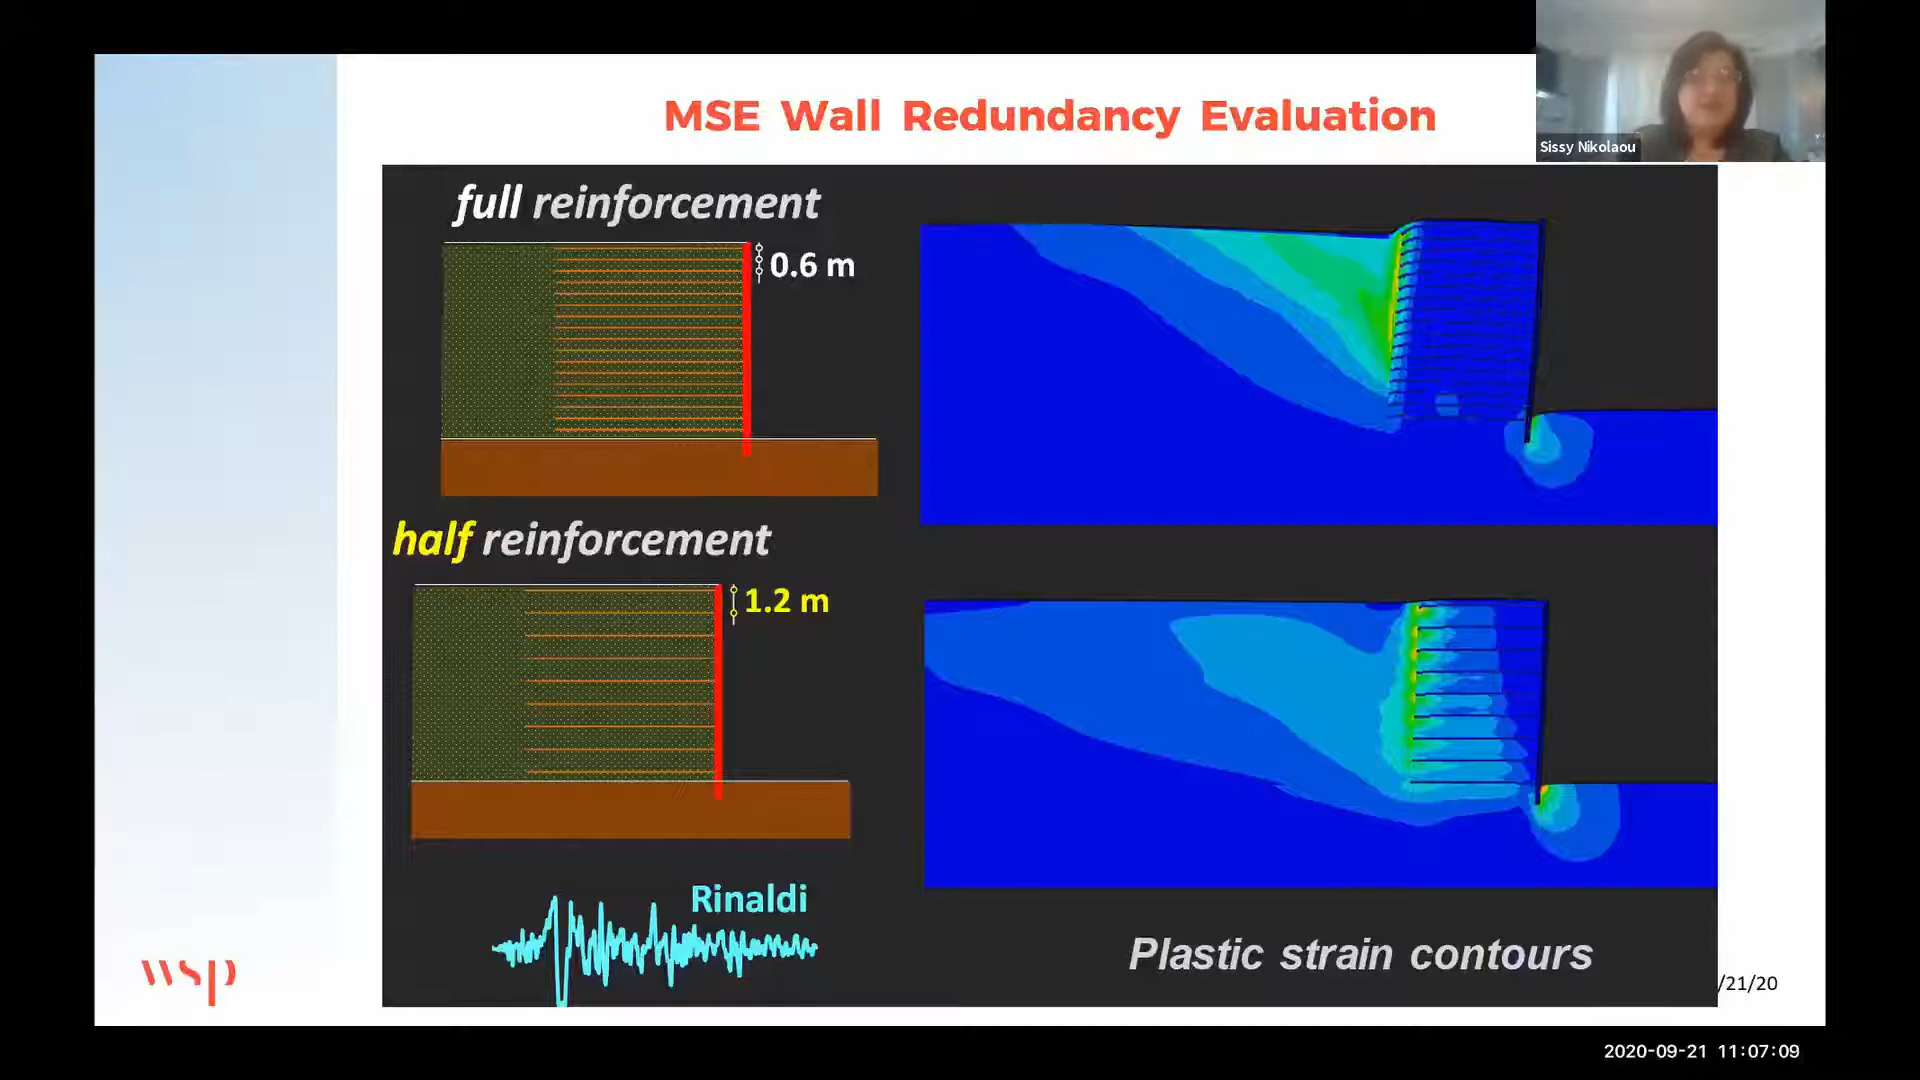 MSE Wall Redundancy Evaluation
Sissy Nikolaou
full reinforcement
0.6 m
half reinforcement
1.2 m
Rinaldi
Plastic strain contours
wsp
/21/20
2020-09-21 11:07:09